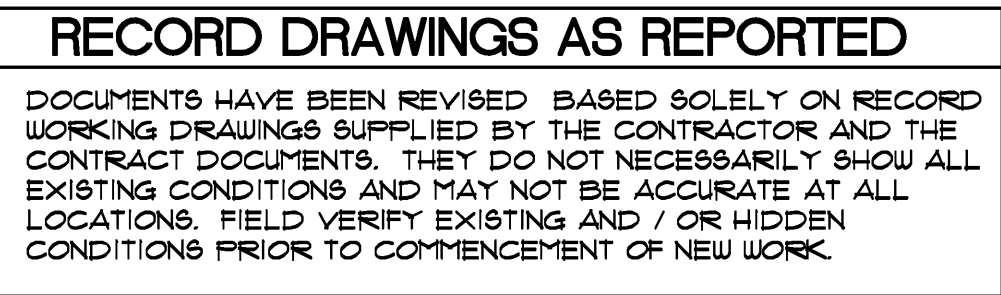 RECORD DRAWINGS AS REPORTED
DOCUMENTS HAVE BEEN REVISED BASED SOLELY ON RECORD
WORKING DRAWINGS SUPPLIED BY THE CONTRACTOR AND THE
CONTRACT DOCUMENTS. THEY DO NOT NECESSARILY SHOW ALL
EXISTING CONDITIONS AND MAY NOT BE ACCURATE AT ALL
LOCATIONS. FIELD VERIFY EXISTING AND / OR HIDDEN
CONDITIONS PRIOR TO COMMENCEMENT OF NEW WORK.